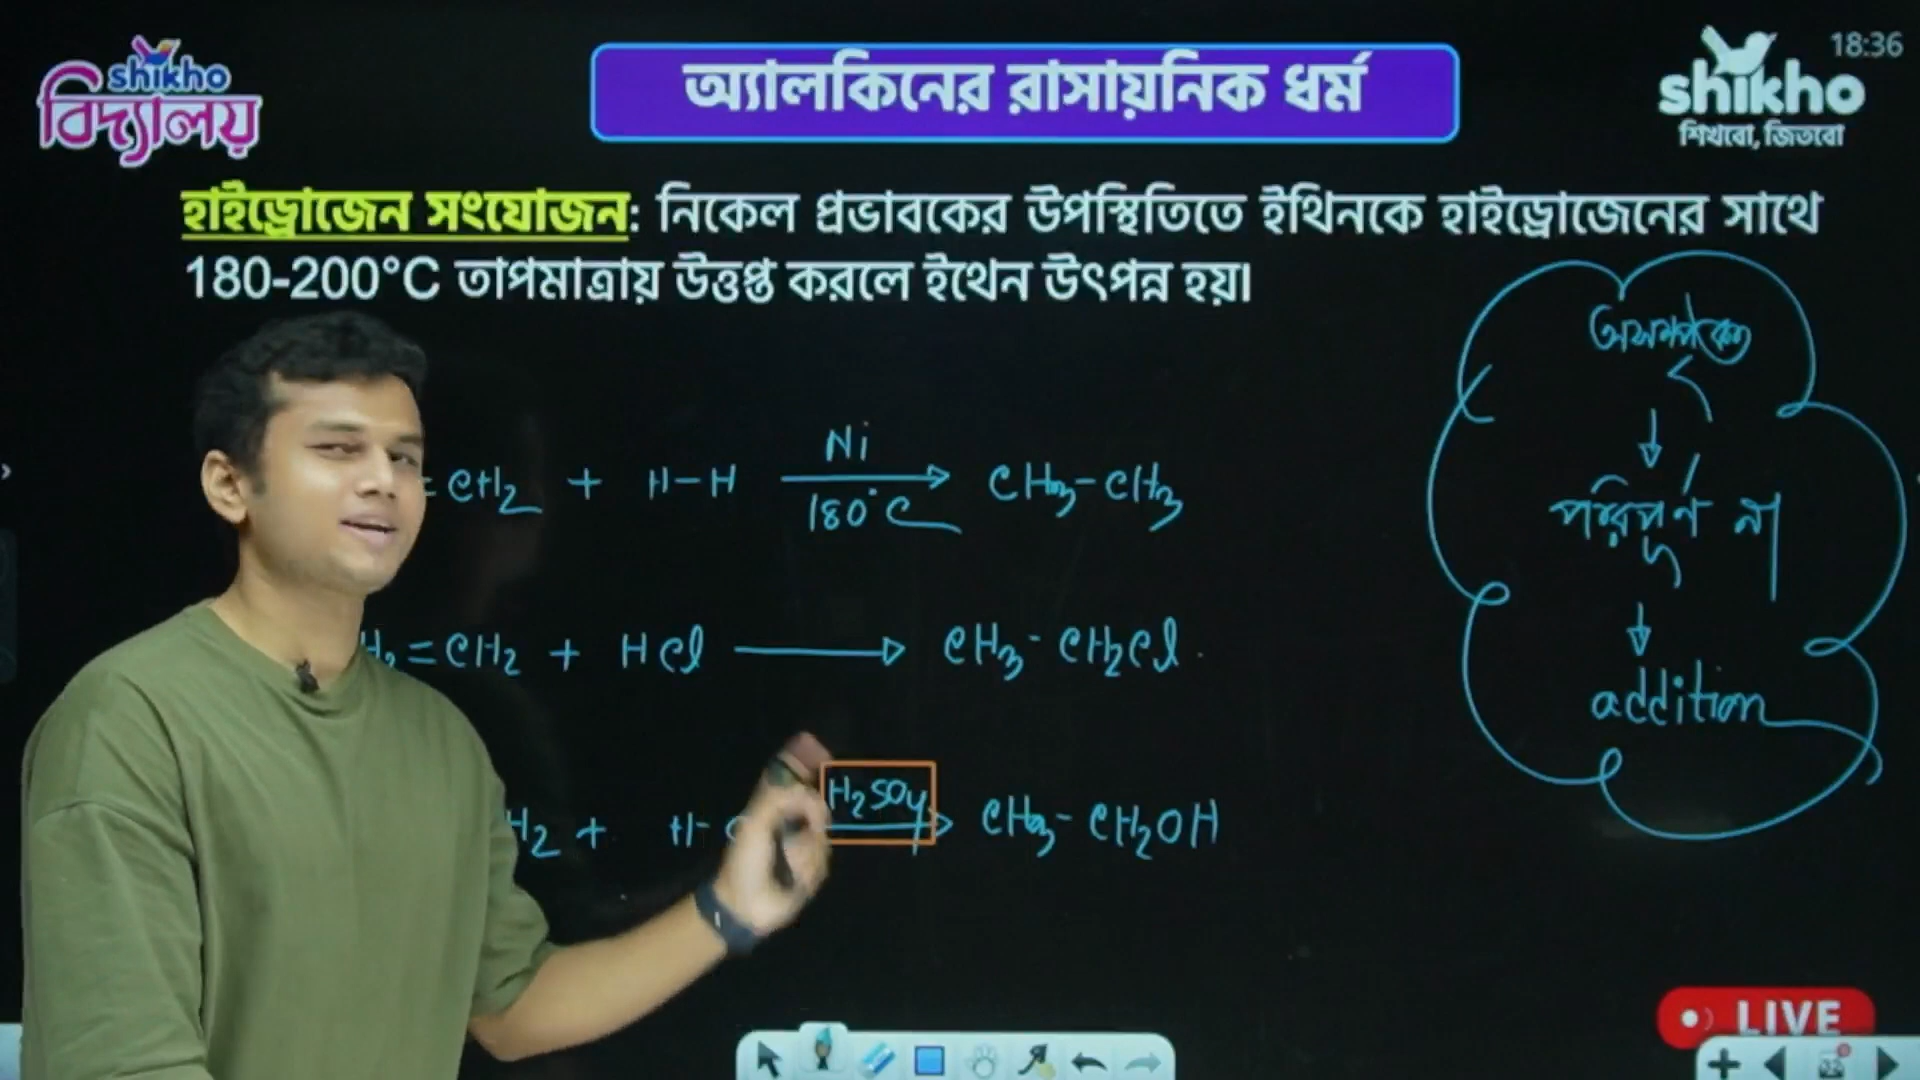 shikho
বিদ্যালয়
অ্যালকিনের রাসায়নিক ধর্ম
18:36
shikho
শিখবো, জিতবো
হাইড্রোজেন সংযোজন: নিকেল প্রভাবকের উপস্থিতিতে ইথিনকে হাইড্রোজেনের সাথে
180-200°C তাপমাত্রায় উত্তপ্ত করলে ইথেন উৎপন্ন হয়।
= CH2 + H-H Ni 180°C CH3-CH3
H2=CH2 + HCl CH3-CH2Cl
H2 + H- H2SO4 CH3-CH2OH
পরিপূর্ণ না
addition
LIVE